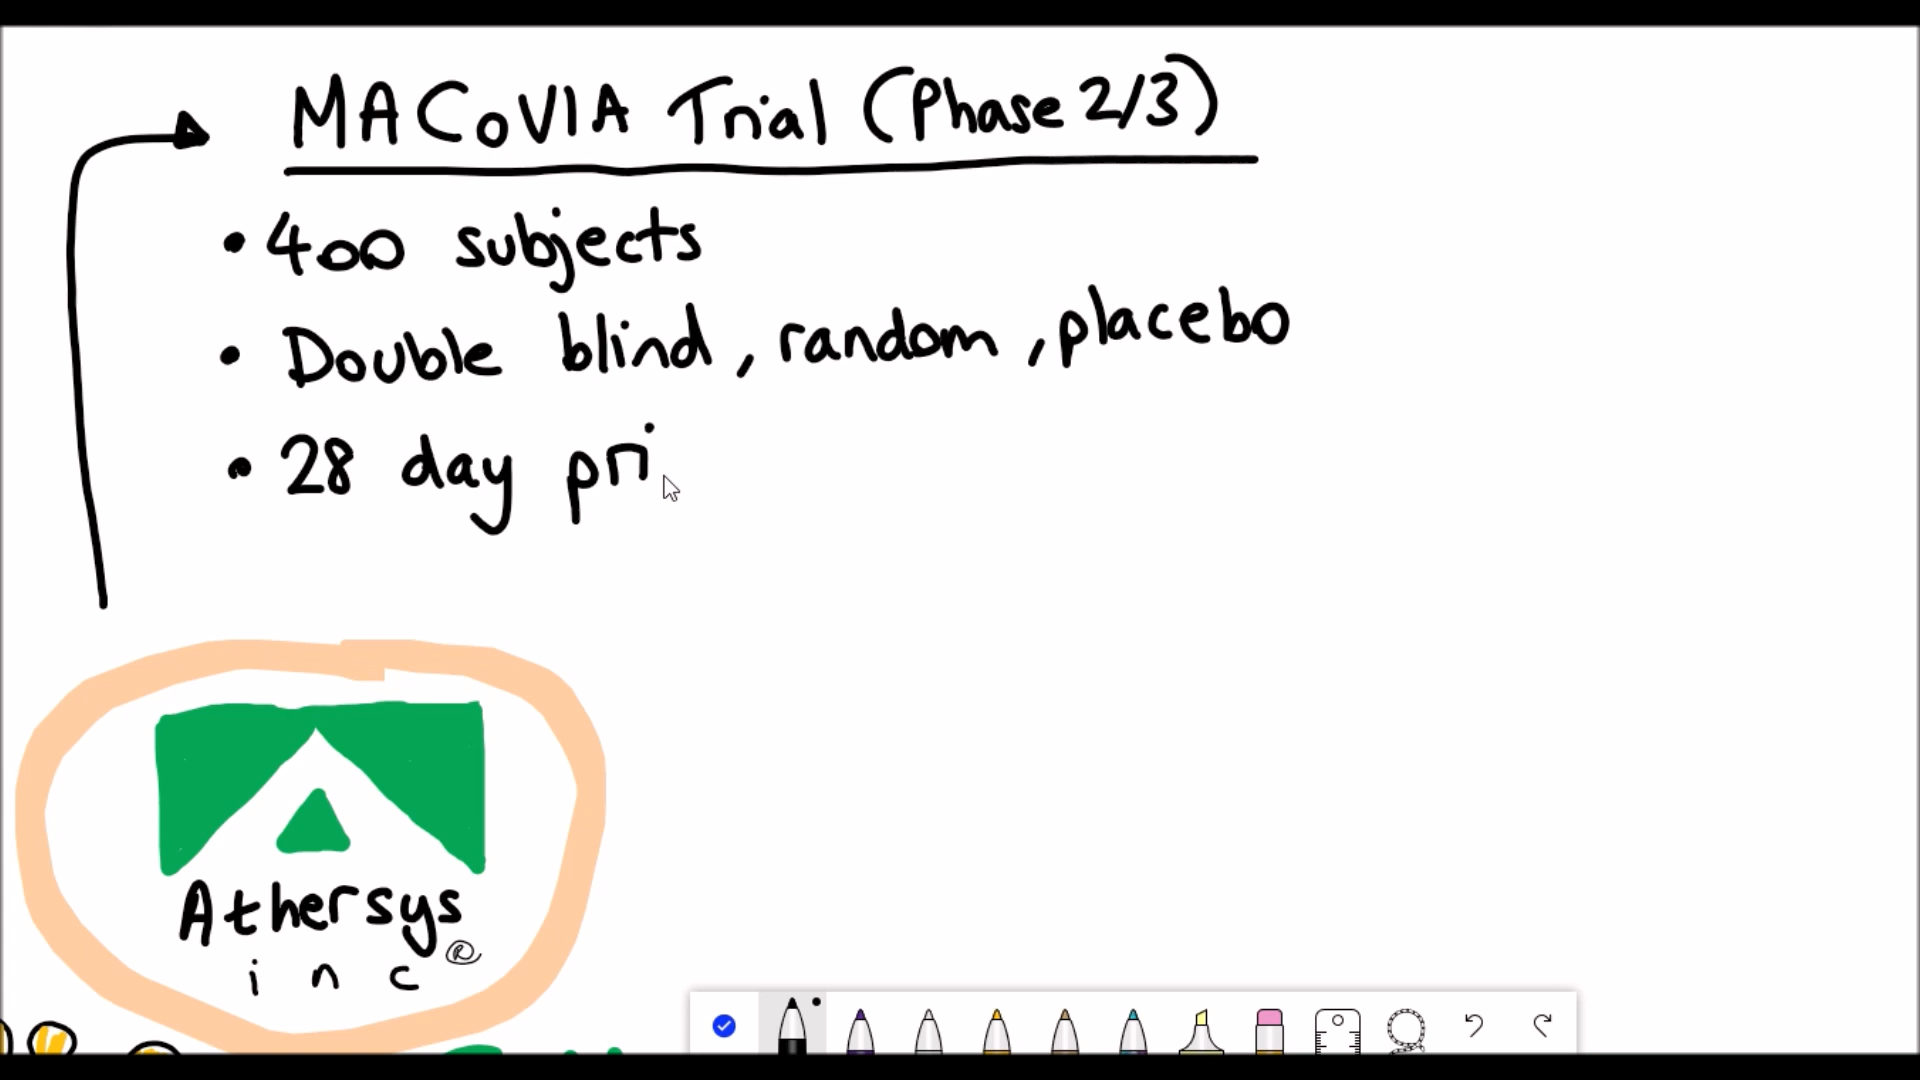 MACoVIA Trial (Phase 2/3)
• 400 subjects
• Double blind, random, placebo
• 28 day pri
Athersys
®
inc